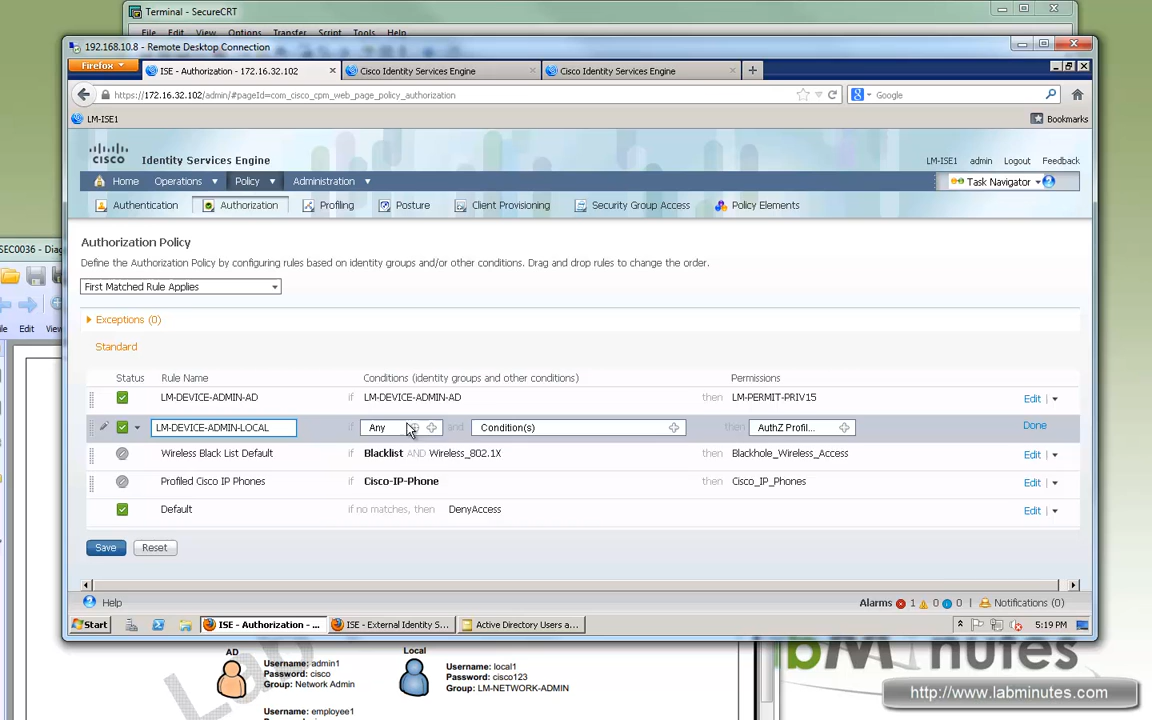 Terminal - SecureCRT
File Edit View Options Transfer Script Tools Help
192.168.10.8 - Remote Desktop Connection
Firefox
ISE - Authorization - 172.16.32.102
Cisco Identity Services Engine
Cisco Identity Services Engine
https://172.16.32.102/admin/#pageId=com_cisco_cpm_web_page_policy_authorization
Google
LM-ISE1
Bookmarks
CISCO
Identity Services Engine
LM-ISE1 admin Logout Feedback
Home Operations Policy Administration
Task Navigator
Authentication Authorization Profiling Posture Client Provisioning Security Group Access Policy Elements
Authorization Policy
SEC0036 - Dia
Define the Authorization Policy by configuring rules based on identity groups and/or other conditions. Drag and drop rules to change the order.
First Matched Rule Applies
Exceptions (0)
File Edit
Standard
Status Rule Name Conditions (identity groups and other conditions) Permissions
LM-DEVICE-ADMIN-AD if LM-DEVICE-ADMIN-AD then LM-PERMIT-PRIV15 Edit |
LM-DEVICE-ADMIN-LOCAL if Any and Condition(s) then AuthZ Profil... Done
Wireless Black List Default if Blacklist AND Wireless_802.1X then Blackhole_Wireless_Access Edit |
Profiled Cisco IP Phones if Cisco-IP-Phone then Cisco_IP_Phones Edit |
Default if no matches, then DenyAccess Edit |
Save Reset
Help
Alarms 1 0 0 | Notifications (0)
Start ISE - Authorization - ... ISE - External Identity S... Active Directory Users a... 5:19 PM
AD
Username: admin1
Password: cisco
Group: Network Admin
Local
Username: local1
Password: cisco123
Group: LM-NETWORK-ADMIN
Username: employee1
http://www.labminutes.com